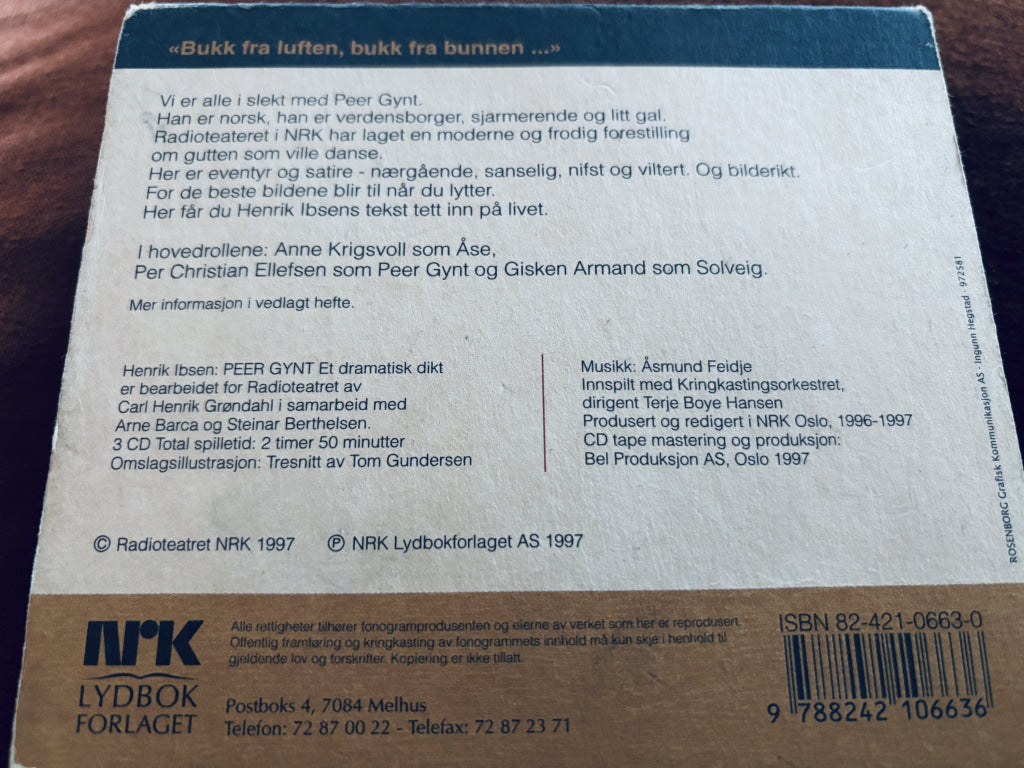 «Bukk fra luften, bukk fra bunnen ...»
Vi er alle i slekt med Peer Gynt.
Han er norsk, han er verdensborger, sjarmerende og litt gal.
Radioteateret i NRK har laget en moderne og frodig forestilling
om gutten som ville danse.
Her er eventyr og satire - nærgående, sanselig, nifst og viltert. Og bilderikt.
For de beste bildene blir til når du lytter.
Her får du Henrik Ibsens tekst tett inn på livet.
I hovedrollene: Anne Krigsvoll som Åse,
Per Christian Ellefsen som Peer Gynt og Gisken Armand som Solveig.
Mer informasjon i vedlagt hefte.
Henrik Ibsen: PEER GYNT Et dramatisk dikt
er bearbeidet for Radioteatret av
Carl Henrik Grøndahl i samarbeid med
Arne Barca og Steinar Berthelsen.
3 CD Total spilletid: 2 timer 50 minutter
Omslagsillustrasjon: Tresnitt av Tom Gundersen
Musikk: Åsmund Feidje
Innspilt med Kringkastingsorkestret,
dirigent Terje Boye Hansen
Produsert og redigert i NRK Oslo, 1996-1997
CD tape mastering og produksjon:
Bel Produksjon AS, Oslo 1997
© Radioteatret NRK 1997 ℗ NRK Lydbokforlaget AS 1997
ROSENBORG Grafisk Kommunikasjon AS - Ingunn Hegstad - 972581
NRK
LYDBOK
FORLAGET
Alle rettigheter tilhører fonogramprodusenten og eierne av verket som her er reprodusert.
Offentlig framføring og kringkasting av fonogrammets innhold må kun skje i henhold til
gjeldende lov og forskrifter. Kopiering er ikke tillatt.
Postboks 4, 7084 Melhus
Telefon: 72 87 00 22 - Telefax: 72 87 23 71
ISBN 82-421-0663-0
9 788242 106636